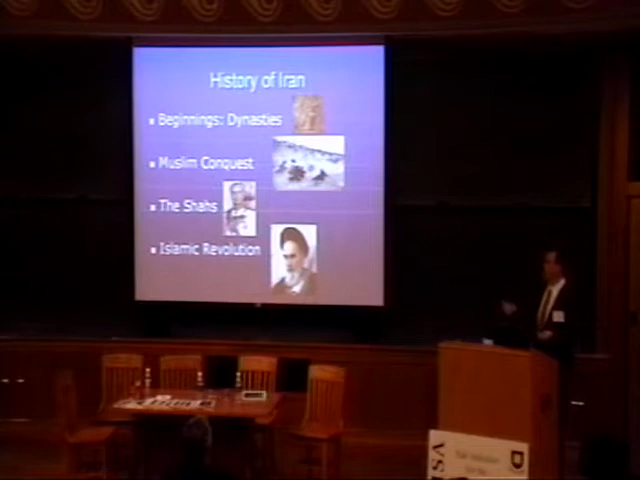 History of Iran
Beginnings: Dynasties
Muslim Conquest
The Shahs
Islamic Revolution
D